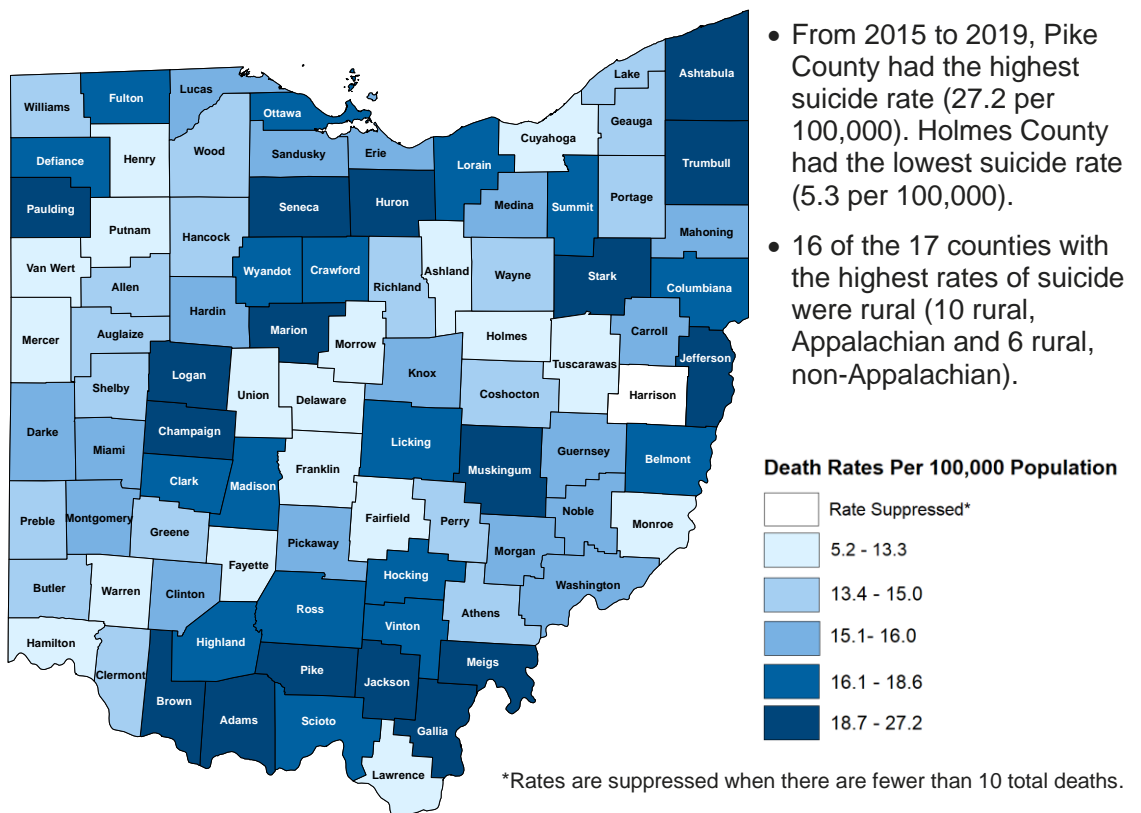 Williams
Fulton
Lucas
Ottawa
Lake
Ashtabula
Geauga
Cuyahoga
Henry
Wood
Sandusky
Erie
Lorain
Trumbull
Defiance
Paulding
Seneca
Huron
Medina
Summit
Portage
Mahoning
Putnam
Hancock
Van Wert
Wyandot
Crawford
Ashland
Wayne
Stark
Columbiana
Allen
Richland
Hardin
Mercer
Auglaize
Marion
Morrow
Holmes
Carroll
Tuscarawas
Jefferson
Logan
Knox
Shelby
Union
Delaware
Coshocton
Harrison
Darke
Champaign
Licking
Miami
Franklin
Muskingum
Guernsey
Belmont
Clark
Madison
Preble
Montgomery
Greene
Fairfield
Perry
Noble
Monroe
Pickaway
Morgan
Fayette
Hocking
Washington
Butler
Warren
Clinton
Ross
Athens
Vinton
Hamilton
Highland
Meigs
Clermont
Pike
Jackson
Brown
Adams
Scioto
Gallia
Lawrence
• From 2015 to 2019, Pike
County had the highest
suicide rate (27.2 per
100,000). Holmes County
had the lowest suicide rate
(5.3 per 100,000).
• 16 of the 17 counties with
the highest rates of suicide
were rural (10 rural,
Appalachian and 6 rural,
non-Appalachian).
Death Rates Per 100,000 Population
Rate Suppressed*
5.2 - 13.3
13.4 - 15.0
15.1- 16.0
16.1 - 18.6
18.7 - 27.2
*Rates are suppressed when there are fewer than 10 total deaths.